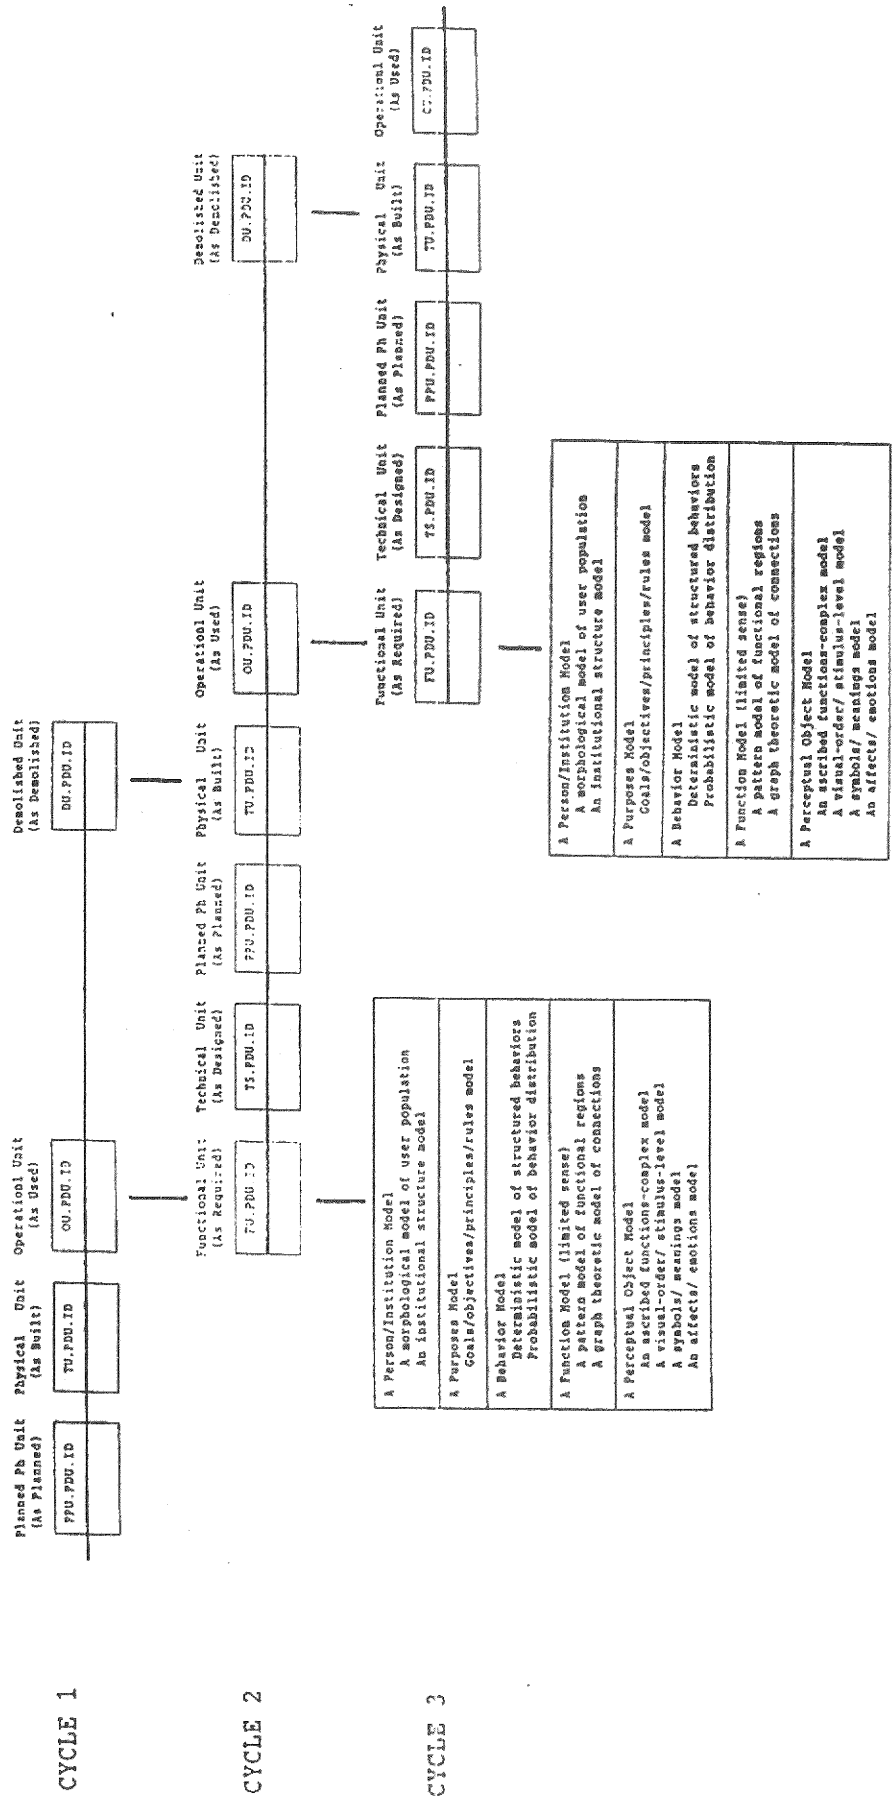 CYCLE 1
Planned Ph Unit
(As Planned)
PPU.PDU.ID
Physical Unit
(As Built)
TU.PDU.ID
Operationl Unit
(As Used)
OU.PDU.ID
Demolished Unit
(As Demolished)
DU.PDU.ID
CYCLE 2
Functional Unit
(As Required)
FU.PDU.ID
Technical Unit
(As Designed)
TS.PDU.ID
Planned Ph Unit
(As Planned)
PPU.PDU.ID
Physical Unit
(As Built)
TU.PDU.ID
Operationl Unit
(As Used)
OU.PDU.ID
Demolished Unit
(As Demolished)
DU.PDU.ID
CYCLE 3
Functional Unit
(As Required)
FU.PDU.ID
Technical Unit
(As Designed)
TS.PDU.ID
Planned Ph Unit
(As Planned)
PPU.PDU.ID
Physical Unit
(As Built)
TU.PDU.ID
Operationl Unit
(As Used)
OU.PDU.ID
A Person/Institution Model
A morphological model of user population
An institutional structure model
A Purposes Model
Goals/objectives/principles/rules model
A Behavior Model
Deterministic model of structured behaviors
Probabilistic model of behavior distribution
A Function Model (limited sense)
A pattern model of functional regions
A graph theoretic model of connections
A Perceptual Object Model
An ascribed functions-complex model
A visual-order/ stimulus-level model
A symbols/ meanings model
An affects/ emotions model
A Person/Institution Model
A morphological model of user population
An institutional structure model
A Purposes Model
Goals/objectives/principles/rules model
A Behavior Model
Deterministic model of structured behaviors
Probabilistic model of behavior distribution
A Function Model (limited sense)
A pattern model of functional regions
A graph theoretic model of connections
A Perceptual Object Model
An ascribed functions-complex model
A visual-order/ stimulus-level model
A symbols/ meanings model
An affects/ emotions model